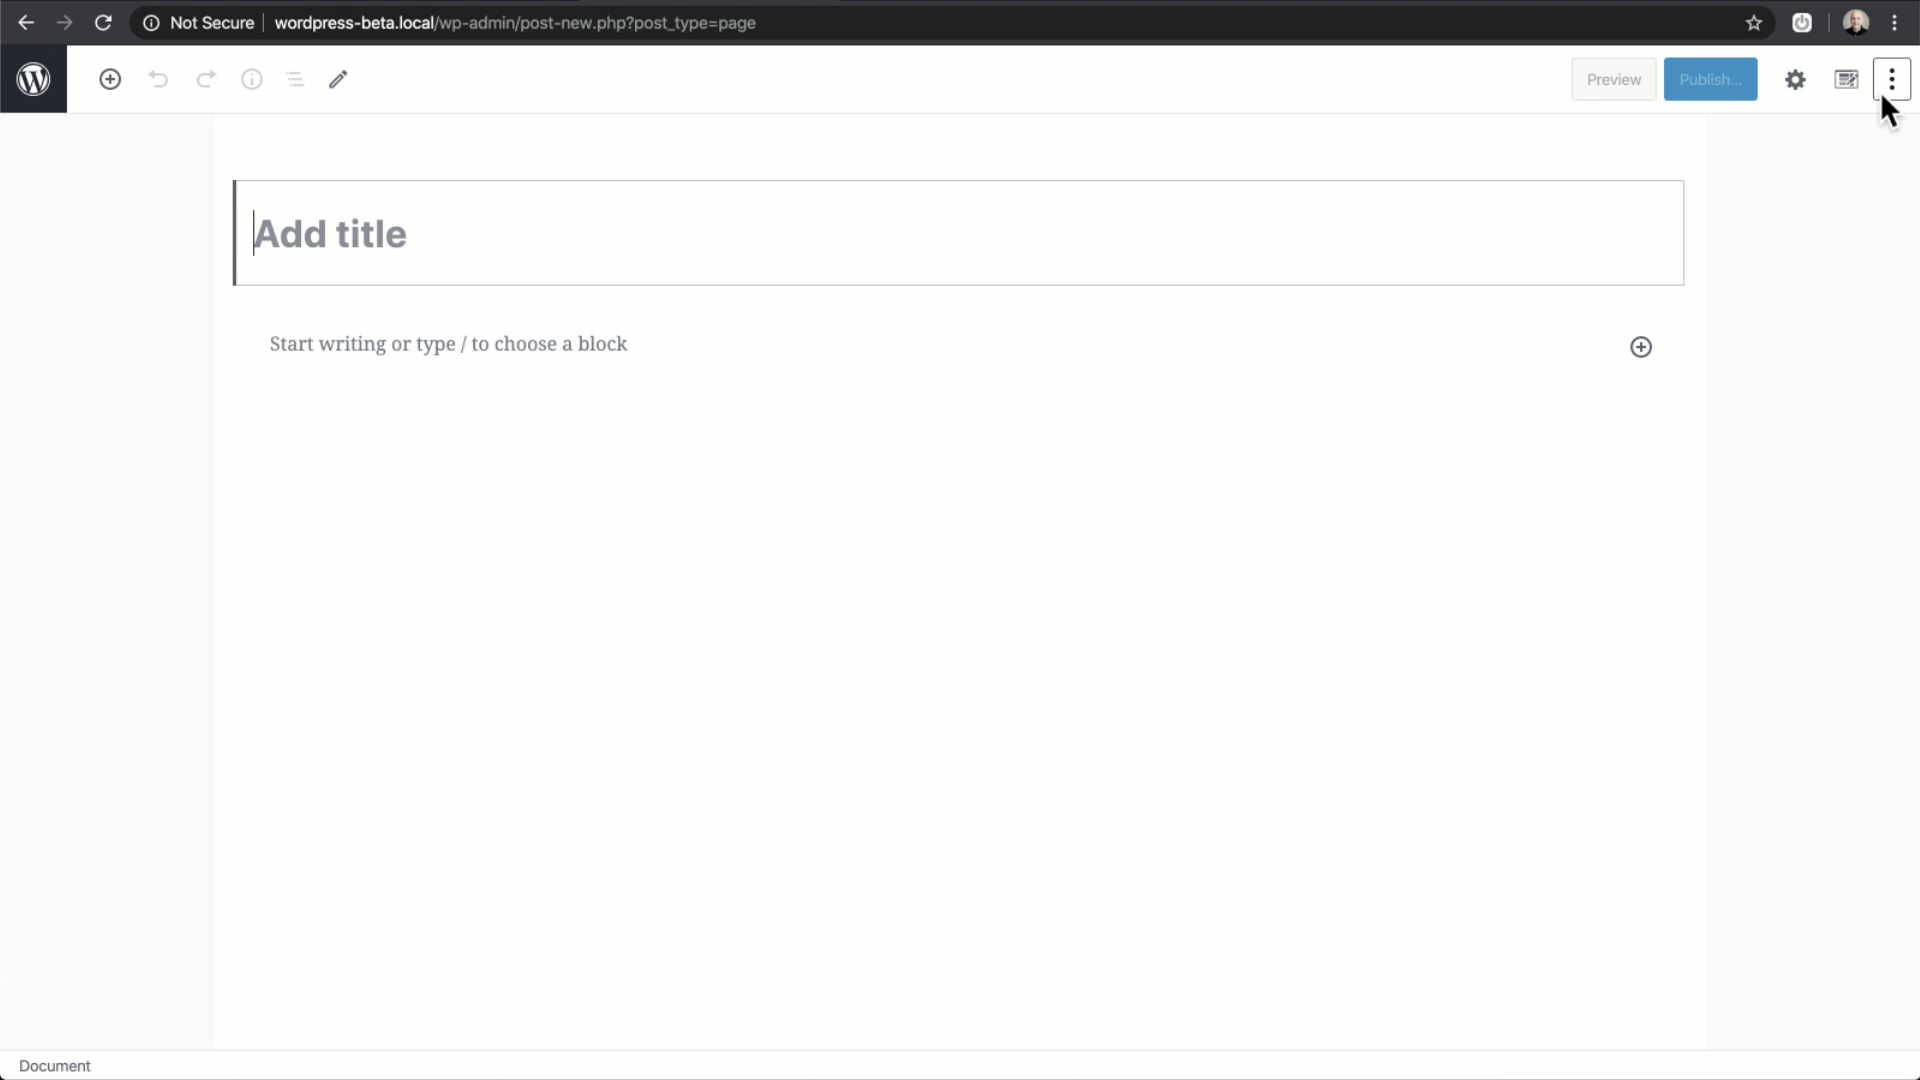 Not Secure wordpress-beta.local/wp-admin/post-new.php?post_type=page
Preview Publish...
Add title
Start writing or type / to choose a block
Document